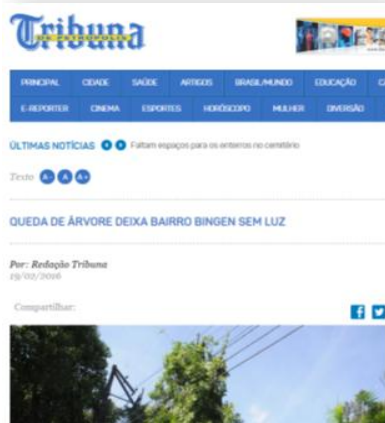 Tribuna
DE PETRÓPOLIS
PRINCIPAL CIDADE SAÚDE ARTIGOS BRASIL/MUNDO EDUCAÇÃO
E-REPORTER CINEMA ESPORTES HORÓSCOPO MULHER DIVERSÃO
ÚLTIMAS NOTÍCIAS Faltam espaços para os enterros no cemitério
Texto A- A A+
QUEDA DE ÁRVORE DEIXA BAIRRO BINGEN SEM LUZ
Por: Redação Tribuna
19/02/2016
Compartilhar: